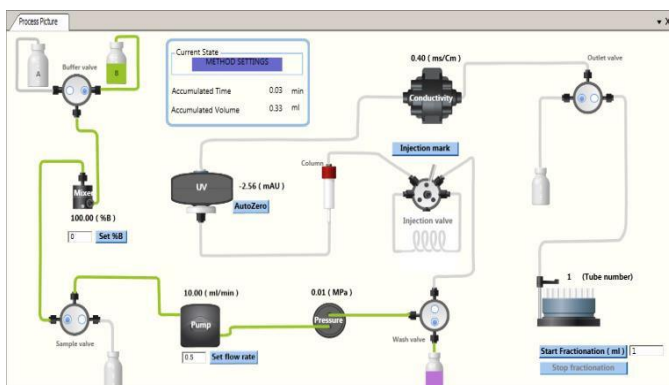 Process Picture
Current State
METHOD SETTINGS
Accumulated Time 0.03 min
Accumulated Volume 0.33 ml
0.40 ( ms/Cm )
Outlet valve
A
B
Buffer valve
Conductivity
Column
Injection mark
Mixer
UV
-2.56 ( mAU )
AutoZero
Injection valve
100.00 (%B)
0 Set %B
10.00 ( ml/min )
0.01 ( MPa )
1 (Tube number)
Pump
Pressure
Sample valve
Wash valve
0.5 Set flow rate
Start Fractionation ( ml ) 1
Stop fractionation